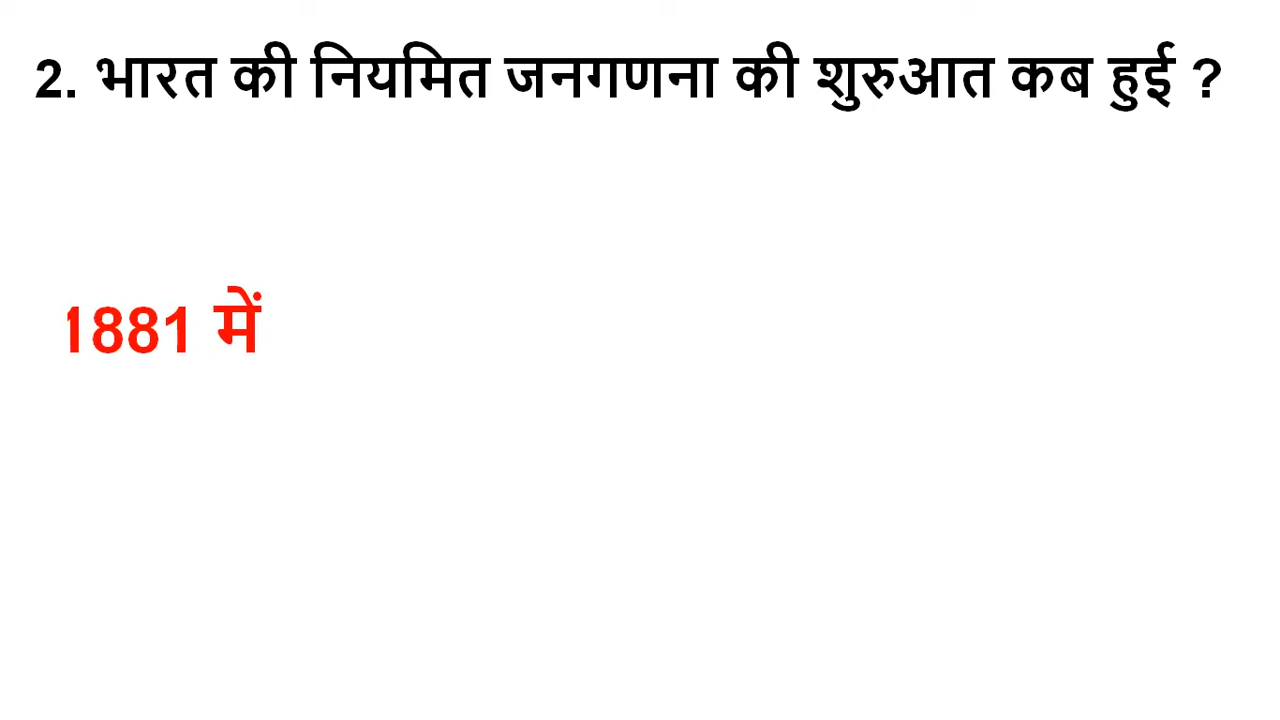 2. भारत की नियमित जनगणना की शुरुआत कब हुई ?
1881 में